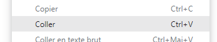 Copier Ctrl+C
Coller Ctrl+V
Coller en texte brut Ctrl+Maj+V